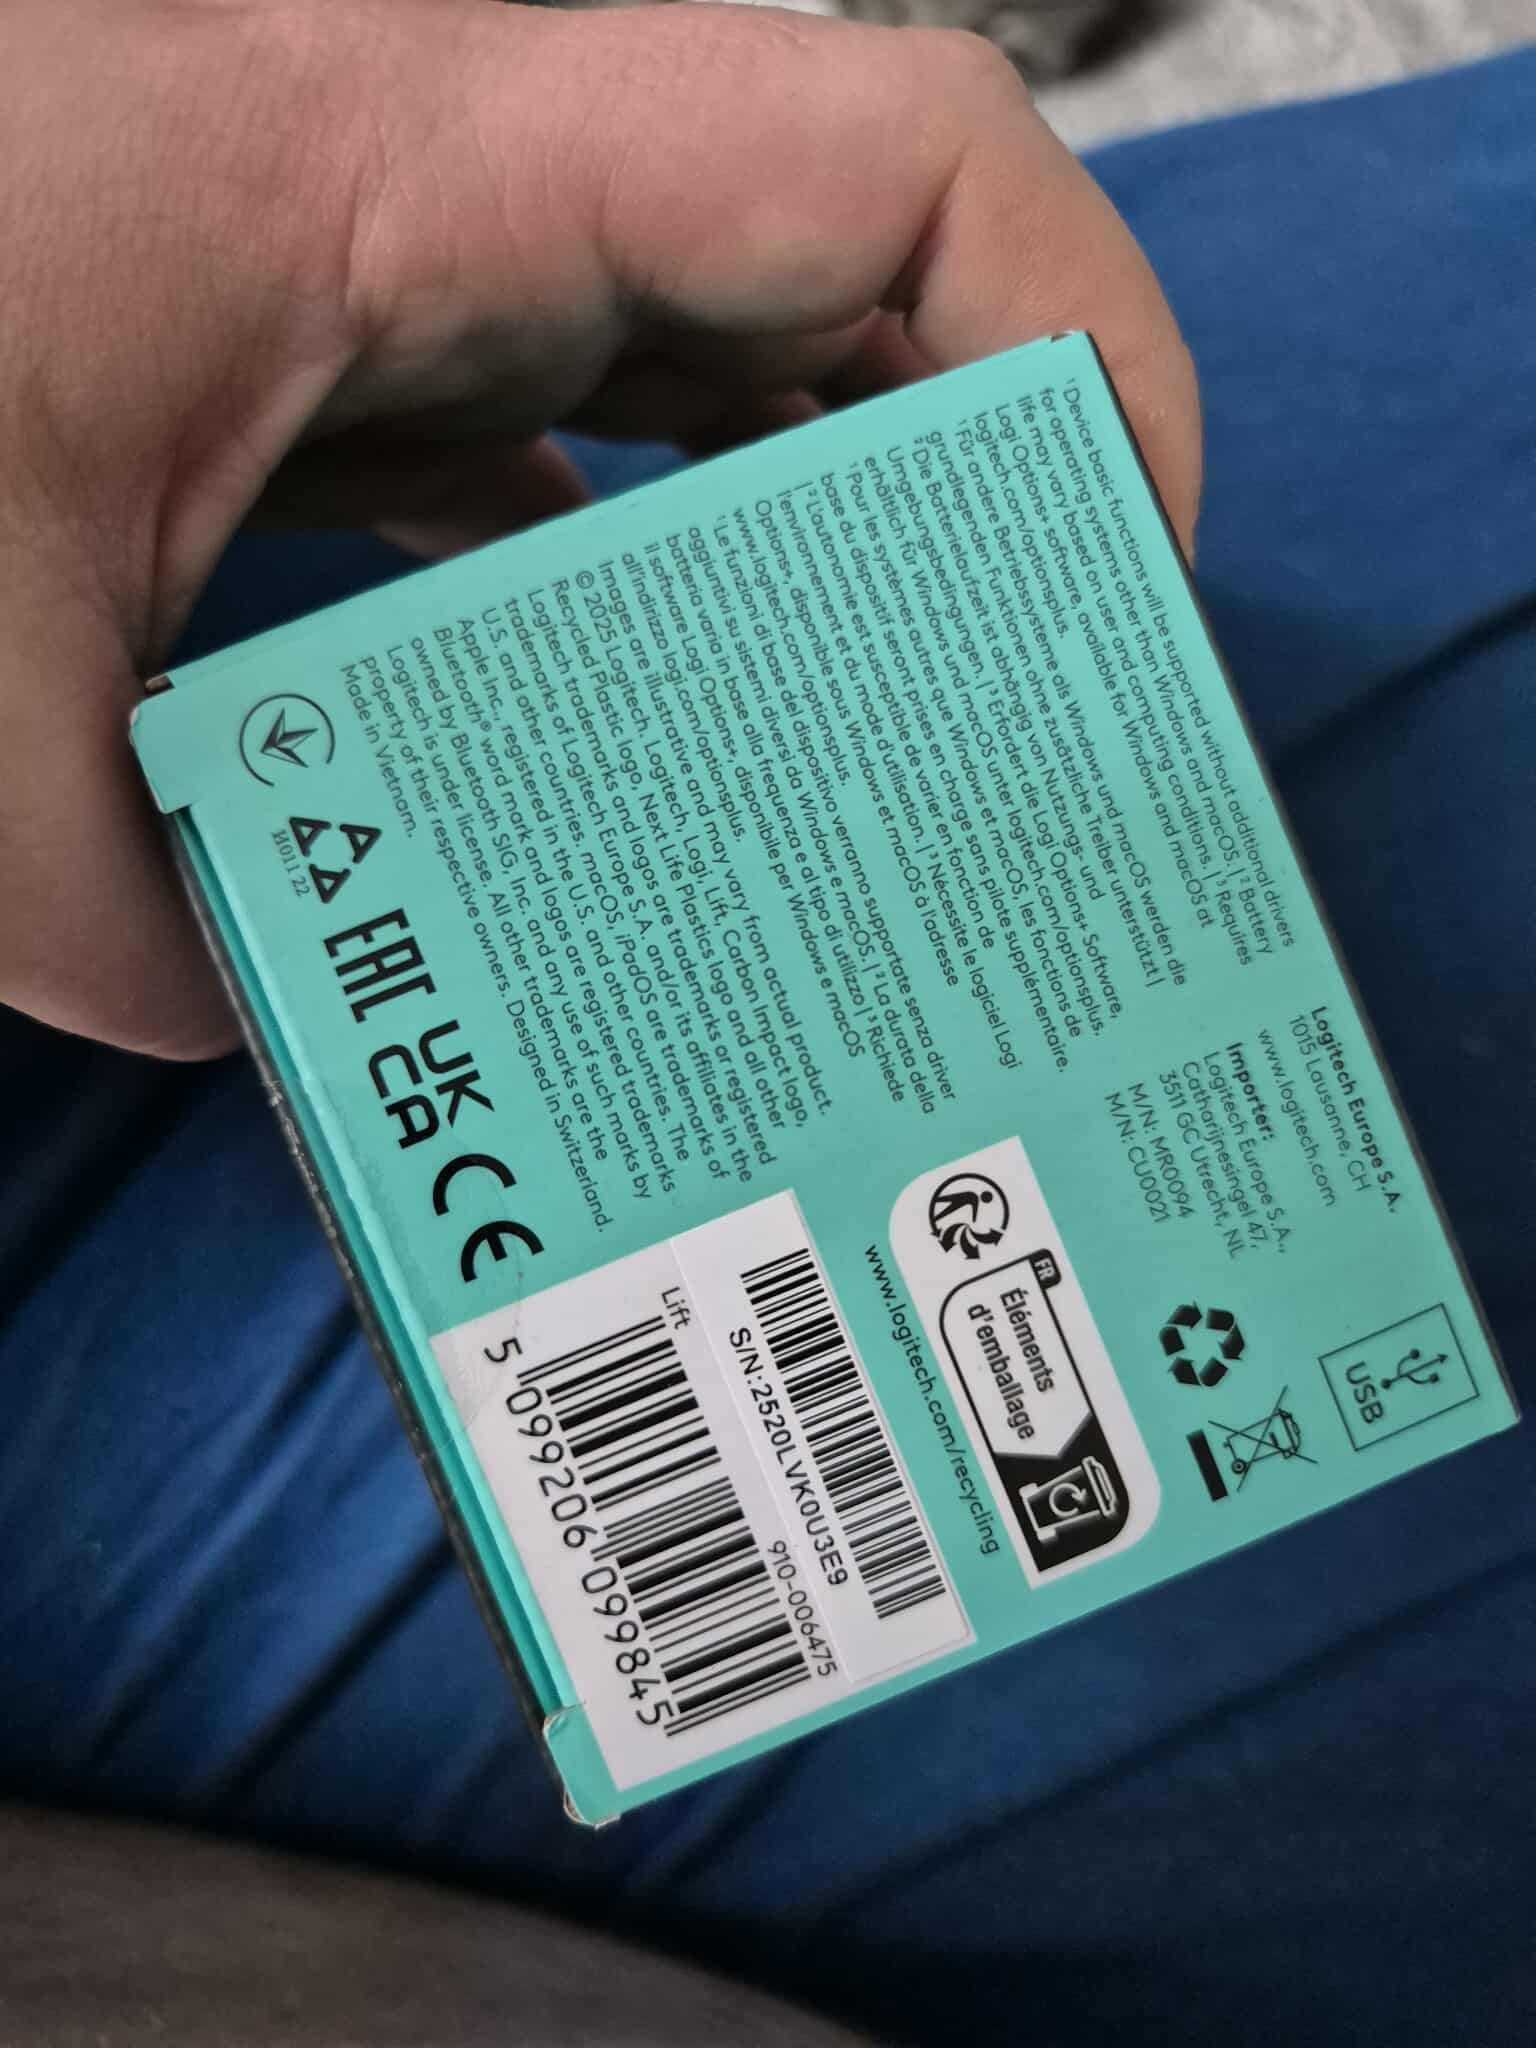 ¹ Device basic functions will be supported without additional drivers
for operating systems other than Windows and macOS. | ² Battery
life may vary based on user and computing conditions. | ³ Requires
Logi Options+ software, available for Windows and macOS at
logitech.com/optionsplus.
¹ Für andere Betriebssysteme als Windows und macOS werden die
grundlegenden Funktionen ohne zusätzliche Treiber unterstützt |
² Die Batterielaufzeit ist abhängig von Nutzungs- und
Umgebungsbedingungen. | ³ Erfordert die Logi Options+ Software,
erhältlich für Windows und macOS unter logitech.com/optionsplus.
¹ Pour les systèmes autres que Windows et macOS, les fonctions de
base du dispositif seront prises en charge sans pilote supplémentaire.
| ² L'autonomie est susceptible de varier en fonction de
l'environnement et du mode d'utilisation. | ³ Nécessite le logiciel Logi
Options+, disponible sous Windows et macOS à l'adresse
www.logitech.com/optionsplus.
¹ Le funzioni di base del dispositivo verranno supportate senza driver
aggiuntivi su sistemi diversi da Windows e macOS. | ² La durata della
batteria varia in base alla frequenza e al tipo di utilizzo | ³ Richiede
il software Logi Options+, disponibile per Windows e macOS
all'indirizzo logi.com/optionsplus.
Images are illustrative and may vary from actual product.
© 2025 Logitech. Logitech, Logi, Lift, Carbon Impact logo,
Recycled Plastic logo, Next Life Plastics logo and all other
Logitech trademarks and logos are trademarks or registered
trademarks of Logitech Europe S.A. and/or its affiliates in the
U.S. and other countries. macOS, iPadOS are trademarks of
Apple Inc., registered in the U.S. and other countries. The
Bluetooth® word mark and logos are registered trademarks
owned by Bluetooth SIG, Inc. and any use of such marks by
Logitech is under license. All other trademarks are the
property of their respective owners. Designed in Switzerland.
Made in Vietnam.
И011 22
EAC
UK
CA
CE
Logitech Europe S.A.,
1015 Lausanne, CH
www.logitech.com
Importer:
Logitech Europe S.A.,
Catharijnesingel 47,
3511 GC Utrecht, NL
M/N: MR0094
M/N: CU0021
USB
FR
Éléments
d'emballage
www.logitech.com/recycling
S/N:2520LVK0U3E9
Lift
910-006475
5 099206 099845